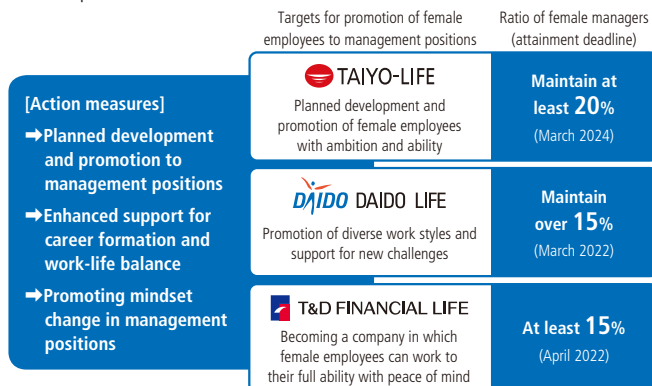 Targets for promotion of female
employees to management positions
Ratio of female managers
(attainment deadline)
[Action measures]
➔Planned development
and promotion to
management positions
➔Enhanced support for
career formation and
work-life balance
➔Promoting mindset
change in management
positions
TAIYO-LIFE
Planned development and
promotion of female employees
with ambition and ability
Maintain at
least 20%
(March 2024)
DAIDO DAIDO LIFE
Promotion of diverse work styles and
support for new challenges
Maintain
over 15%
(March 2022)
T&D FINANCIAL LIFE
Becoming a company in which
female employees can work to
their full ability with peace of mind
At least 15%
(April 2022)